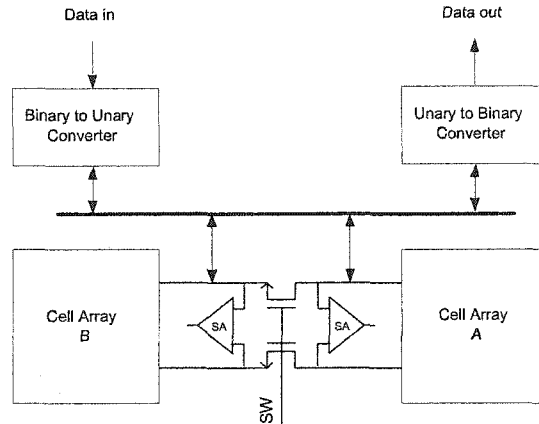 Data in
Data out
Binary to Unary
Converter
Unary to Binary
Converter
Cell Array
B
SA
SA
Cell Array
A
SW